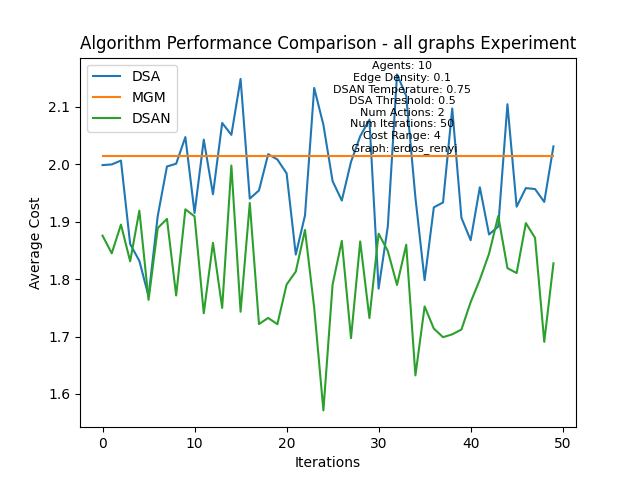 Algorithm Performance Comparison - all graphs Experiment
DSA
MGM
DSAN
Agents: 10
Edge Density: 0.1
DSAN Temperature: 0.75
DSA Threshold: 0.5
Num Actions: 2
Num Iterations: 50
Cost Range: 4
Graph: erdos_renyi
Average Cost
2.1
2.0
1.9
1.8
1.7
1.6
0 10 20 30 40 50
Iterations